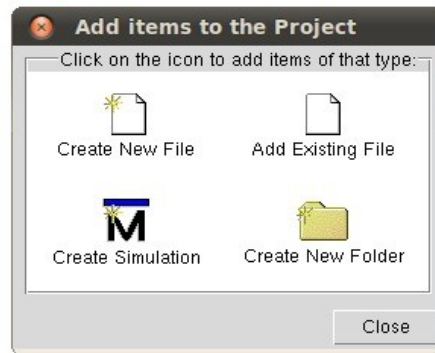 Add items to the Project
Click on the icon to add items of that type:
Create New File
Add Existing File
M
Create Simulation
Create New Folder
Close